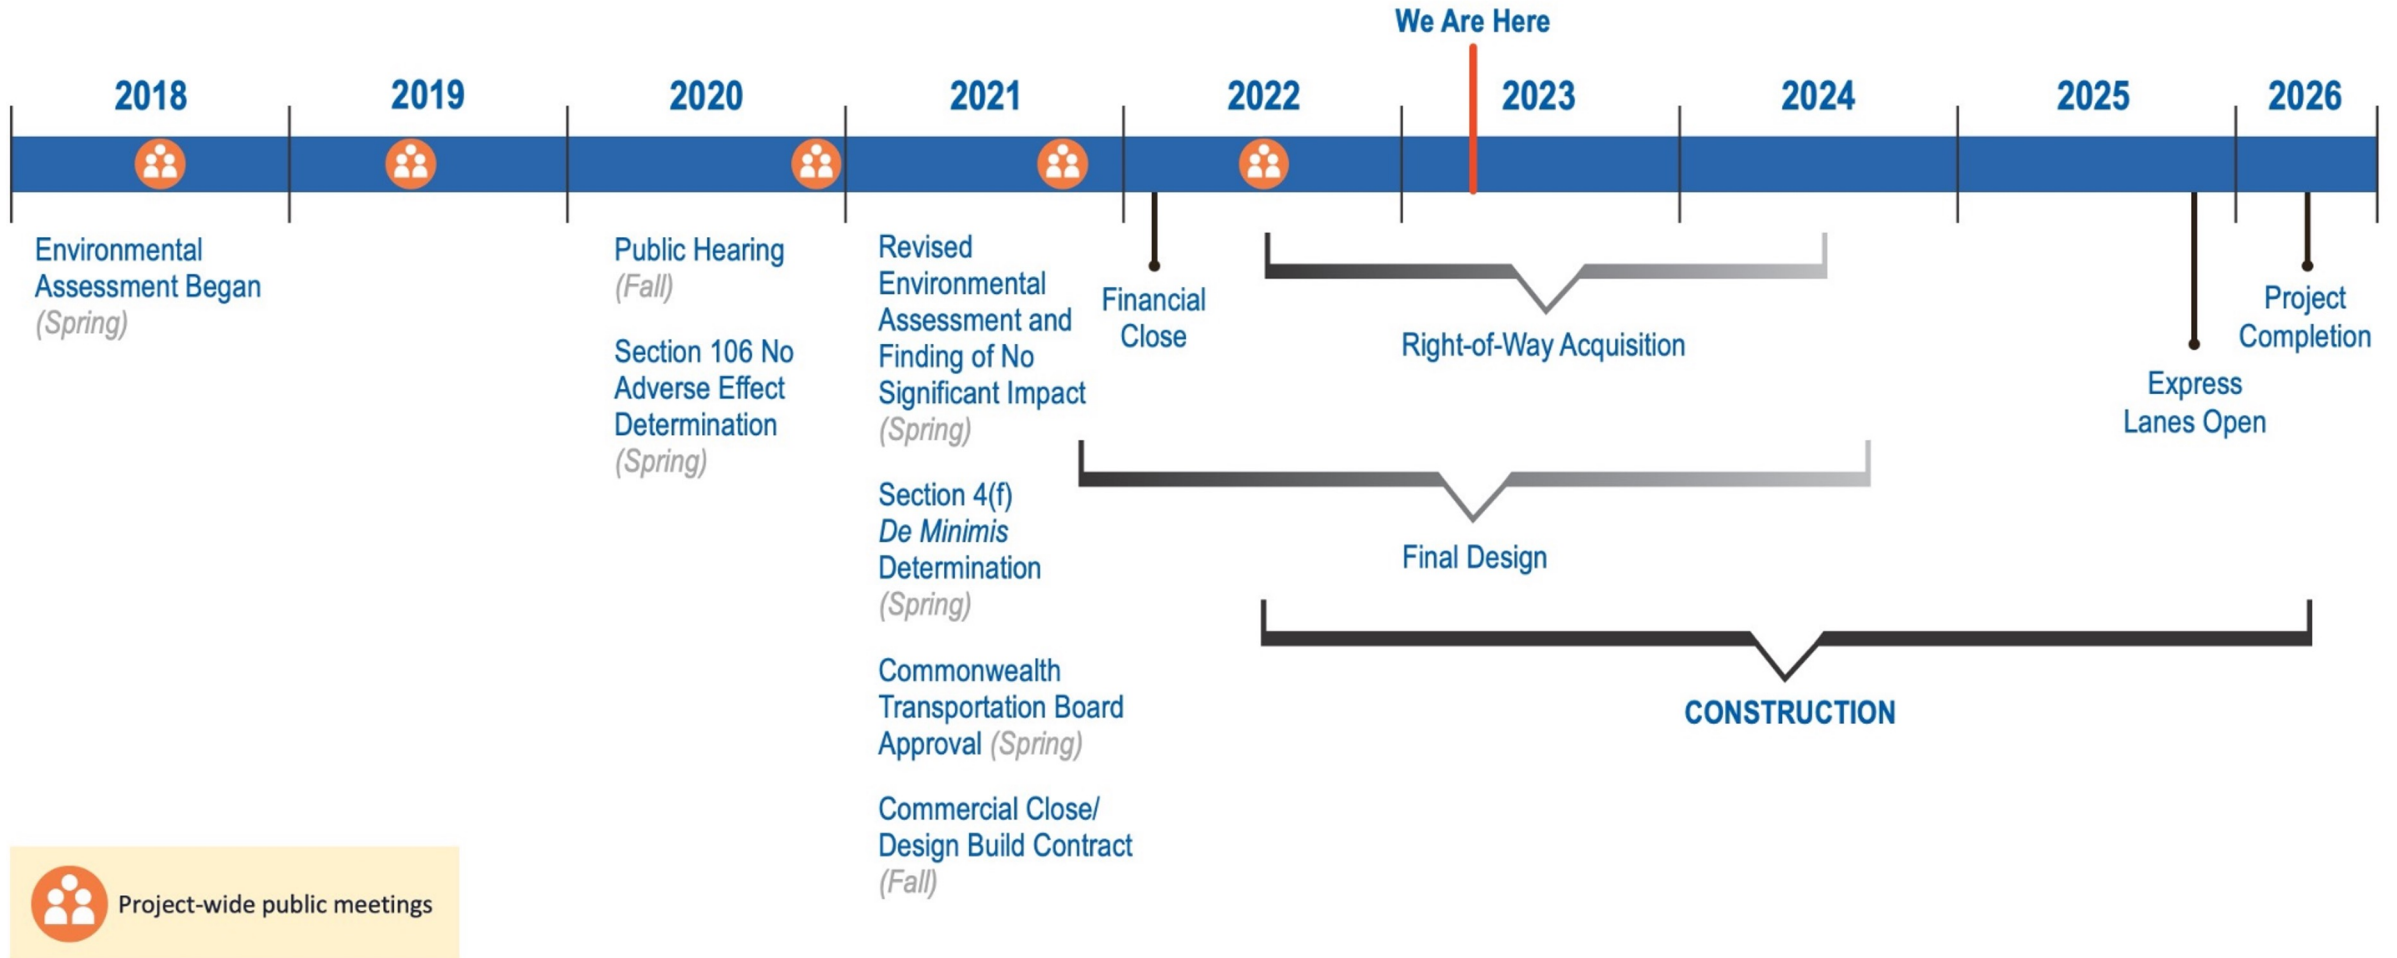 We Are Here
2018
2019
2020
2021
2022
2023
2024
2025
2026
Environmental
Assessment Began
(Spring)
Public Hearing
(Fall)
Section 106 No
Adverse Effect
Determination
(Spring)
Revised
Environmental
Assessment and
Finding of No
Significant Impact
(Spring)
Section 4(f)
De Minimis
Determination
(Spring)
Commonwealth
Transportation Board
Approval (Spring)
Commercial Close/
Design Build Contract
(Fall)
Financial
Close
Right-of-Way Acquisition
Final Design
CONSTRUCTION
Express
Lanes Open
Project
Completion
Project-wide public meetings